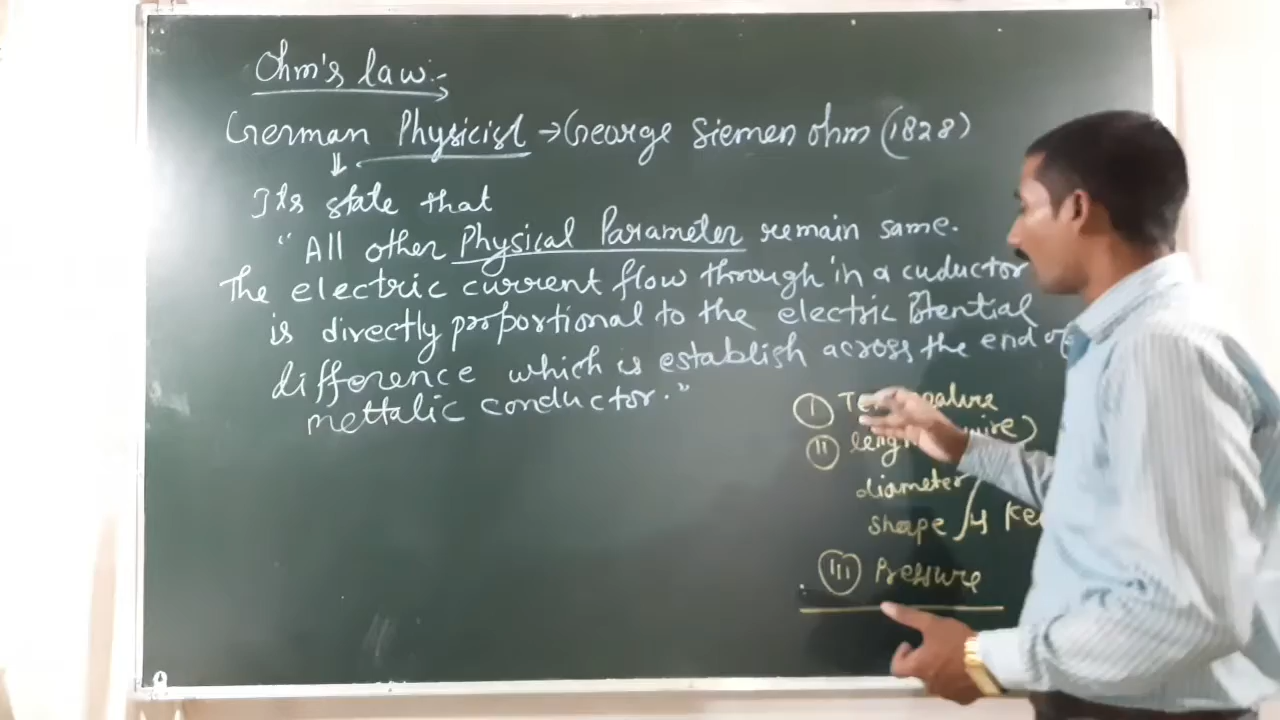 Ohm's law:-
German Physicist → George Siemen ohm (1828)
Its state that
"All other Physical Parameter remain same.
The electric current flow through in a cuductor
is directly proportional to the electric Ptential
difference which is establish across the end of
mettalic conductor."
I
II
diameter
shape
III Pressure